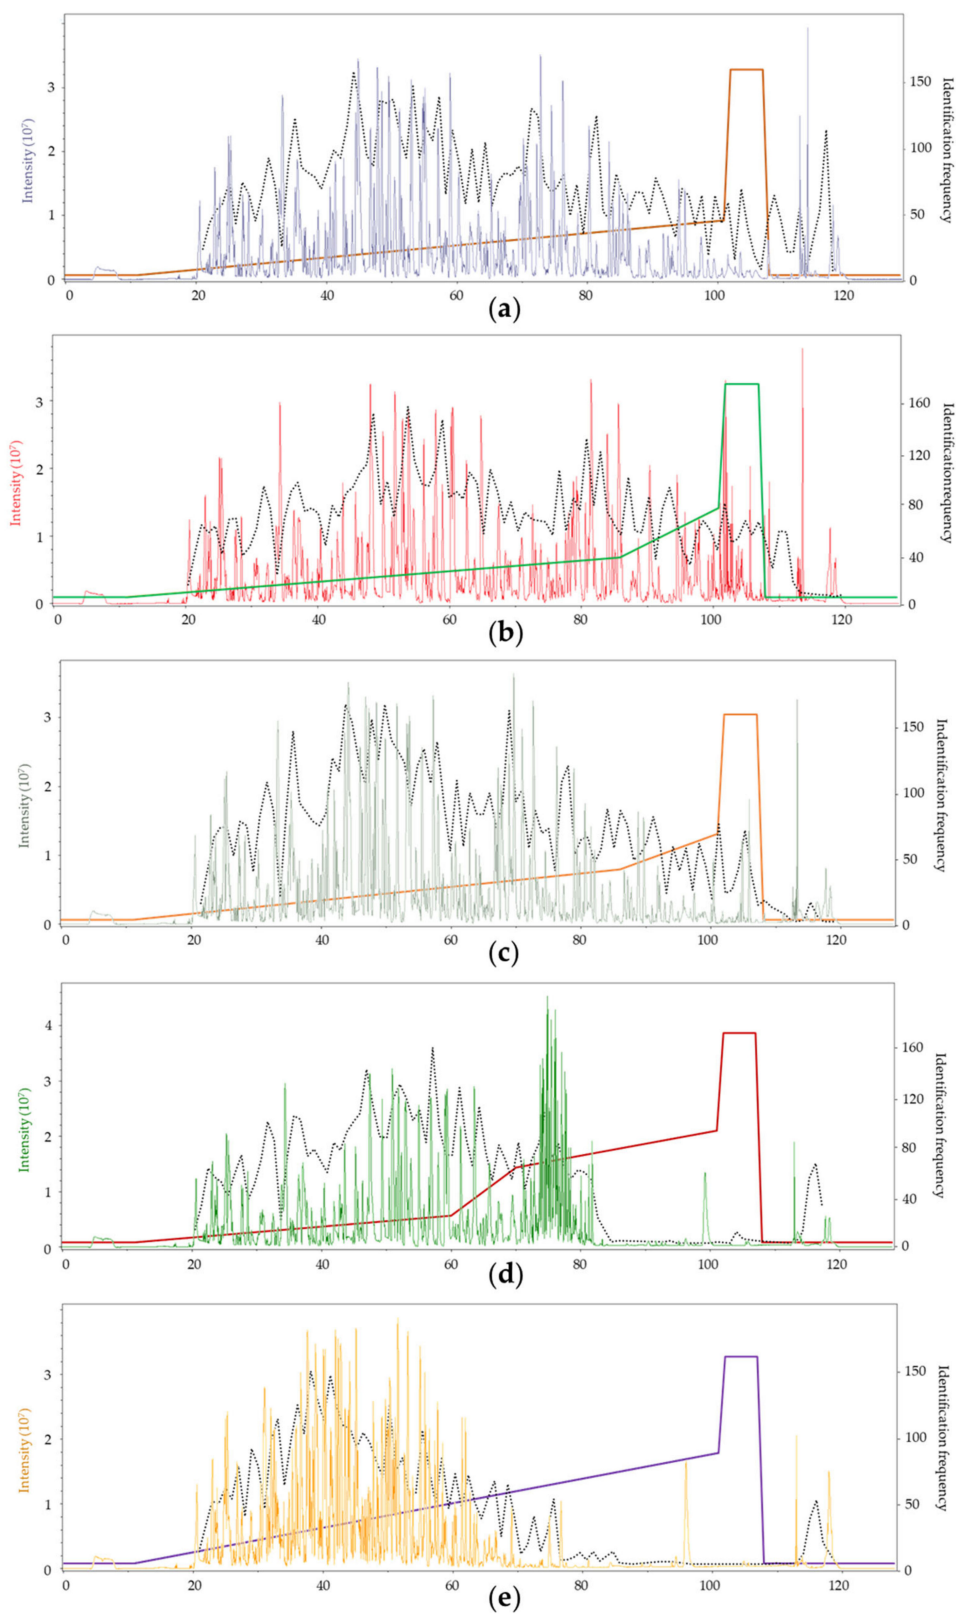 Intensity (10⁷)
3
2
1
0
150
100
50
0
Identification frequency
0 20 40 60 80 100 120
(a)
Intensity (10⁷)
3
2
1
0
160
120
80
40
0
Identificationrequency
0 20 40 60 80 100 120
(b)
Intensity (10⁷)
3
2
1
0
150
100
50
0
Indentification frequency
0 20 40 60 80 100 120
(c)
Intensity (10⁷)
4
3
2
1
0
160
120
80
40
0
Identification frequency
0 20 40 60 80 100 120
(d)
Intensity (10⁷)
3
2
1
0
150
100
50
0
Identification frequency
0 20 40 60 80 100 120
(e)